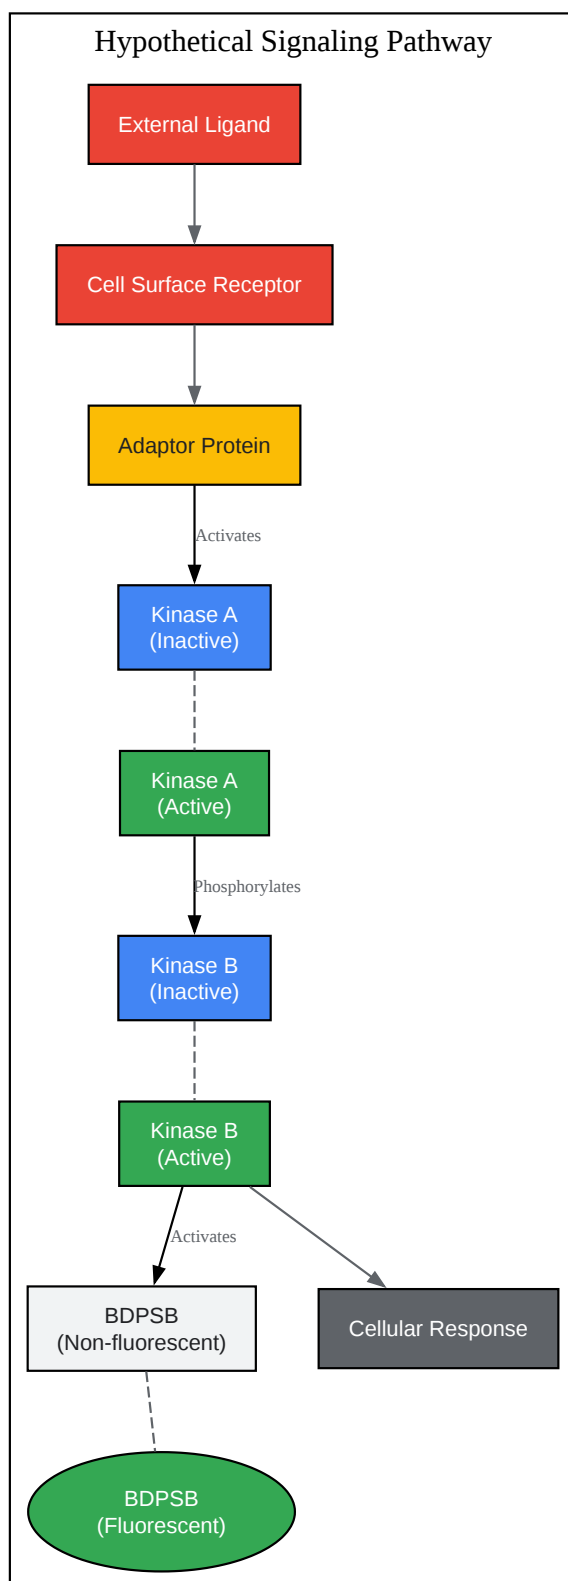 Hypothetical Signaling Pathway
External Ligand
Cell Surface Receptor
Adaptor Protein
Activates
Kinase A
(Inactive)
Kinase A
(Active)
Phosphorylates
Kinase B
(Inactive)
Kinase B
(Active)
Activates
BDPSB
(Non-fluorescent)
Cellular Response
BDPSB
(Fluorescent)